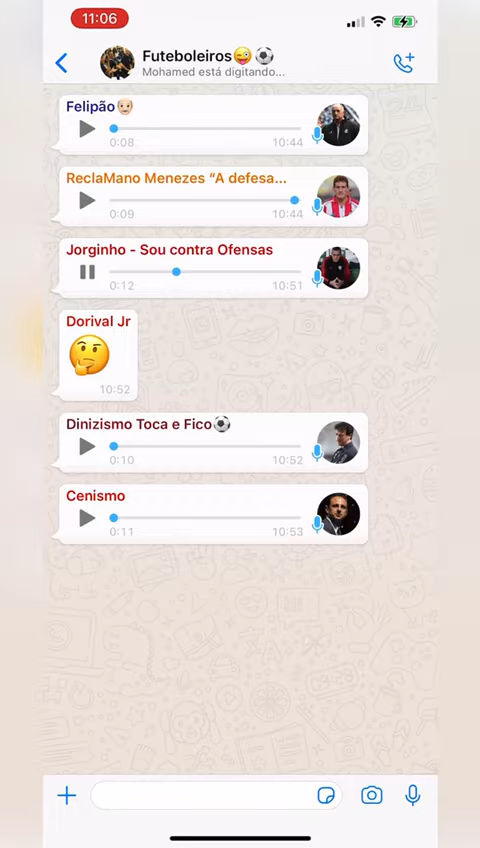 11:06
Futeboleiros😜⚽
Mohamed está digitando...
Felipão👨🏻‍🦲
0:08 10:44
ReclaMano Menezes “A defesa...
0:09 10:44
Jorginho - Sou contra Ofensas
0:12 10:51
Dorival Jr
🤔
10:52
Dinizismo Toca e Fico⚽
0:10 10:52
Cenismo
0:11 10:53